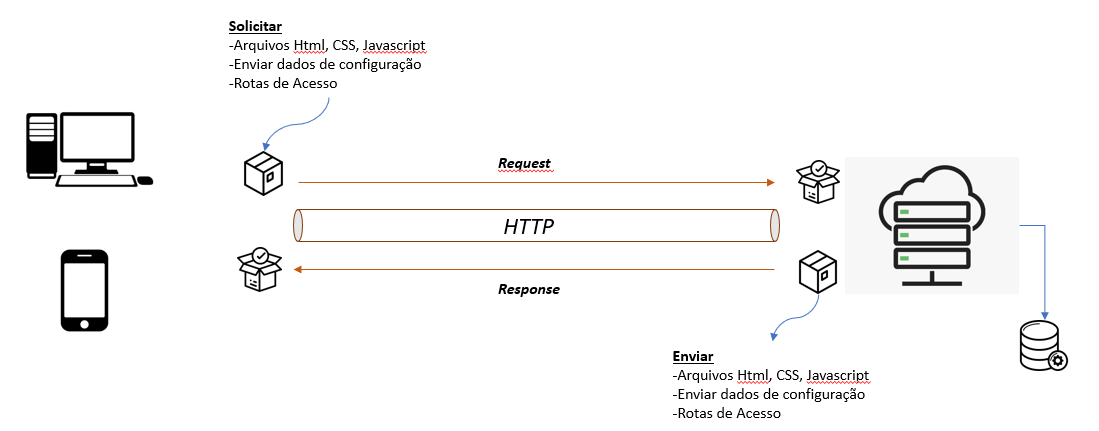 Solicitar
-Arquivos Html, CSS, Javascript
-Enviar dados de configuração
-Rotas de Acesso
Request
HTTP
Response
Enviar
-Arquivos Html, CSS, Javascript
-Enviar dados de configuração
-Rotas de Acesso